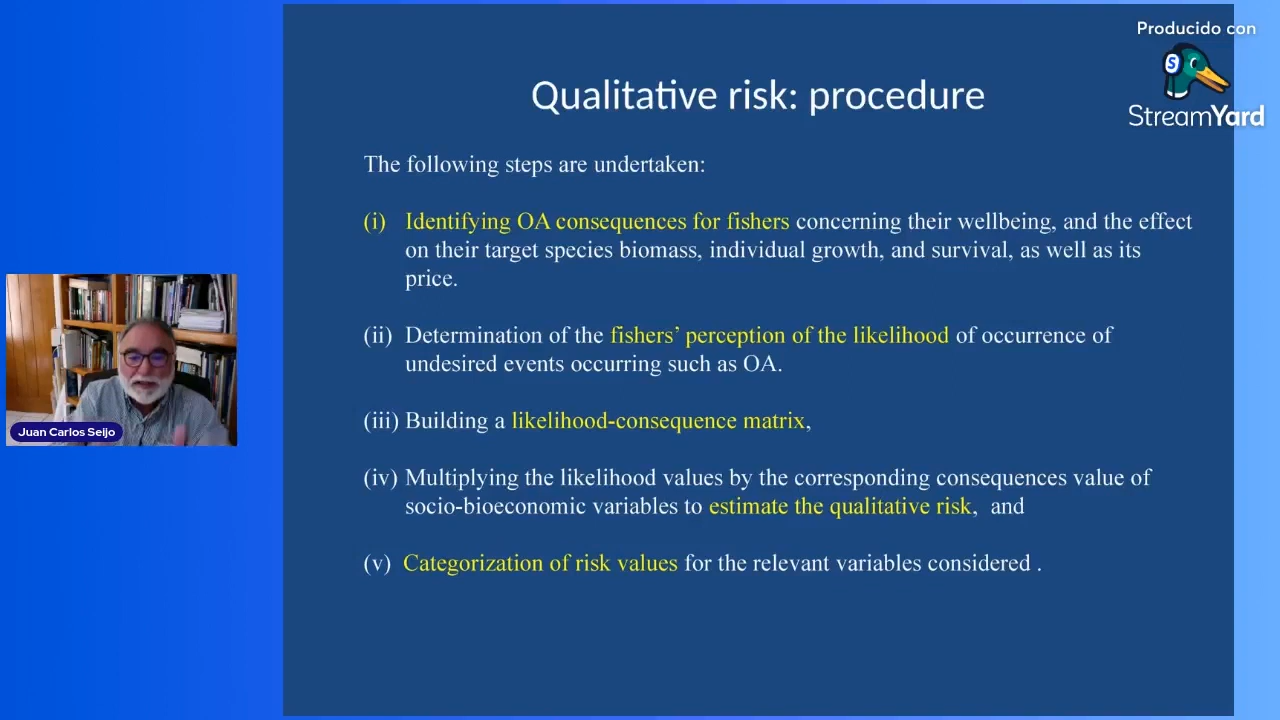 Producido con
StreamYard
Qualitative risk: procedure
The following steps are undertaken:
(i) Identifying OA consequences for fishers concerning their wellbeing, and the effect
on their target species biomass, individual growth, and survival, as well as its
price.
(ii) Determination of the fishers’ perception of the likelihood of occurrence of
undesired events occurring such as OA.
(iii) Building a likelihood-consequence matrix,
(iv) Multiplying the likelihood values by the corresponding consequences value of
socio-bioeconomic variables to estimate the qualitative risk, and
(v) Categorization of risk values for the relevant variables considered .
Juan Carlos Seijo